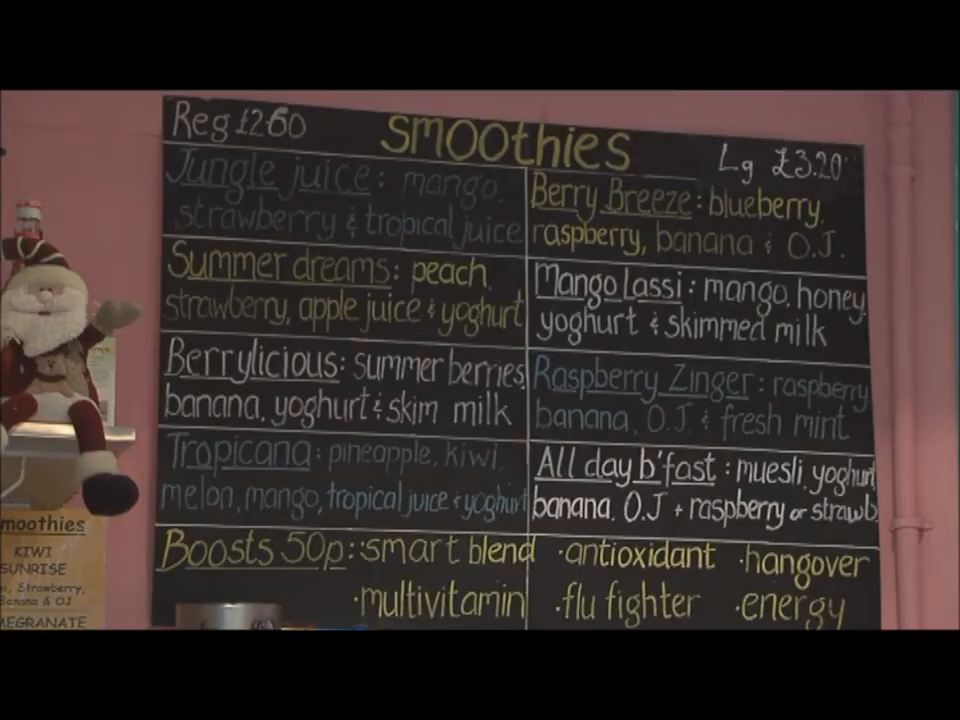 Reg £2.60
Smoothies
Lg £3.20
Jungle juice: mango,
strawberry & tropical juice
Summer dreams: peach,
strawberry, apple juice & yoghurt
Berrylicious: summer berries,
banana, yoghurt & skim milk
Tropicana: pineapple, kiwi,
melon, mango, tropical juice & yoghurt
Berry Breeze: blueberry,
raspberry, banana & O.J.
Mango Lassi: mango, honey,
yoghurt & skimmed milk
Raspberry Zinger: raspberry,
banana, O.J. & fresh mint
All day b'fast: muesli, yoghurt,
banana, O.J + raspberry or strawb
Boosts 50p: · smart blend · antioxidant · hangover
· multivitamin · flu fighter · energy
moothies
KIWI
SUNRISE
wi, Strawberry,
Banana & OJ
MEGRANATE